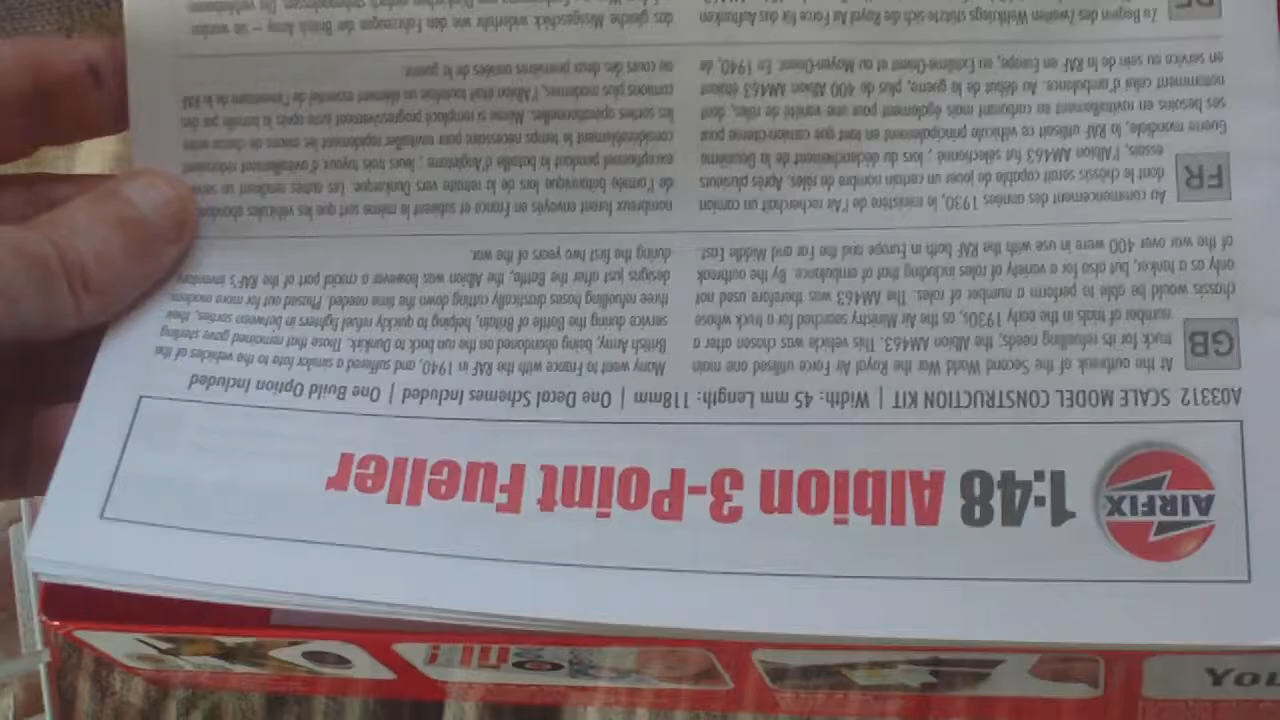 AIRFIX
1:48 Albion 3-Point Fueller
A03312 SCALE MODEL CONSTRUCTION KIT | Width: 45 mm Length: 118mm | One Decal Schemes Included | One Build Option Included
GB
At the outbreak of the Second World War the Royal Air Force utilised one main
truck for its refuelling needs; the Albion AM463. This vehicle was chosen after a
number of trials in the early 1930s, as the Air Ministry searched for a truck whose
chassis would be able to perform a number of roles. The AM463 was therefore used not
only as a tanker, but also for a variety of roles including that of ambulance. By the outbreak
of the war over 400 were in use with the RAF both in Europe and the Far and Middle East.
Many went to France with the RAF in 1940, and suffered a similar fate to the vehicles of the
British Army, being abandoned on the run back to Dunkirk. Those that remained gave sterling
service during the Battle of Britain, helping to quickly refuel fighters in between sorties, their
three refuelling hoses drastically cutting down the time needed. Phased out for more modern
designs just after the Battle, the Albion was however a crucial part of the RAF's inventory
during the first two years of the war.
FR
Au commencement des années 1930, le ministère de l'Air recherchait un camion
dont le châssis serait capable de jouer un certain nombre de rôles. Après plusieurs
essais, l'Albion AM463 fut sélectionné ; lors du déclenchement de la Deuxième
Guerre mondiale, la RAF utilisait ce véhicule principalement en tant que camion-citerne pour
ses besoins en ravitaillement en carburant mais également pour une variété de rôles, dont
notamment celui d'ambulance. Au début de la guerre, plus de 400 Albion AM463 étaient
en service au sein de la RAF en Europe, en Extrême-Orient et au Moyen-Orient. En 1940, de
nombreux furent envoyés en France et subirent le même sort que les véhicules
de l'armée britannique lors de la retraite vers Dunkerque. Les autres rendirent un
exceptionnel pendant la bataille d'Angleterre ; leurs trois tuyaux d'avitaillement réduisant
considérablement le temps nécessaire pour ravitailler rapidement les avions de chasse entre
les sorties opérationnelles. Même si remplacé progressivement juste après la bataille par des
camions plus modernes, l'Albion était toutefois un élément essentiel de l'inventaire de la RAF
au cours des deux premières années de la guerre.
DE
Zu Beginn des Zweiten Weltkriegs stützte sich die Royal Air Force für das Auftanken
das gleiche Missgeschick widerfuhr wie den Fahrzeugen der British Army – sie wurden
YOU